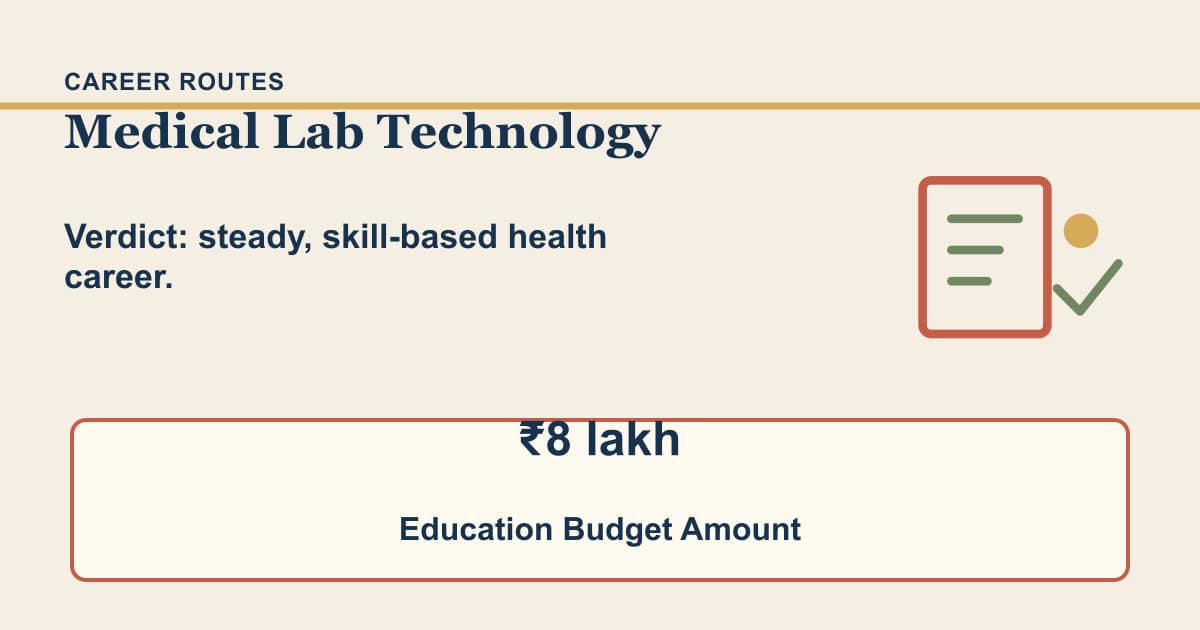 CAREER ROUTES
Medical Lab Technology
Verdict: steady, skill-based health
career.
₹8 lakh
Education Budget Amount